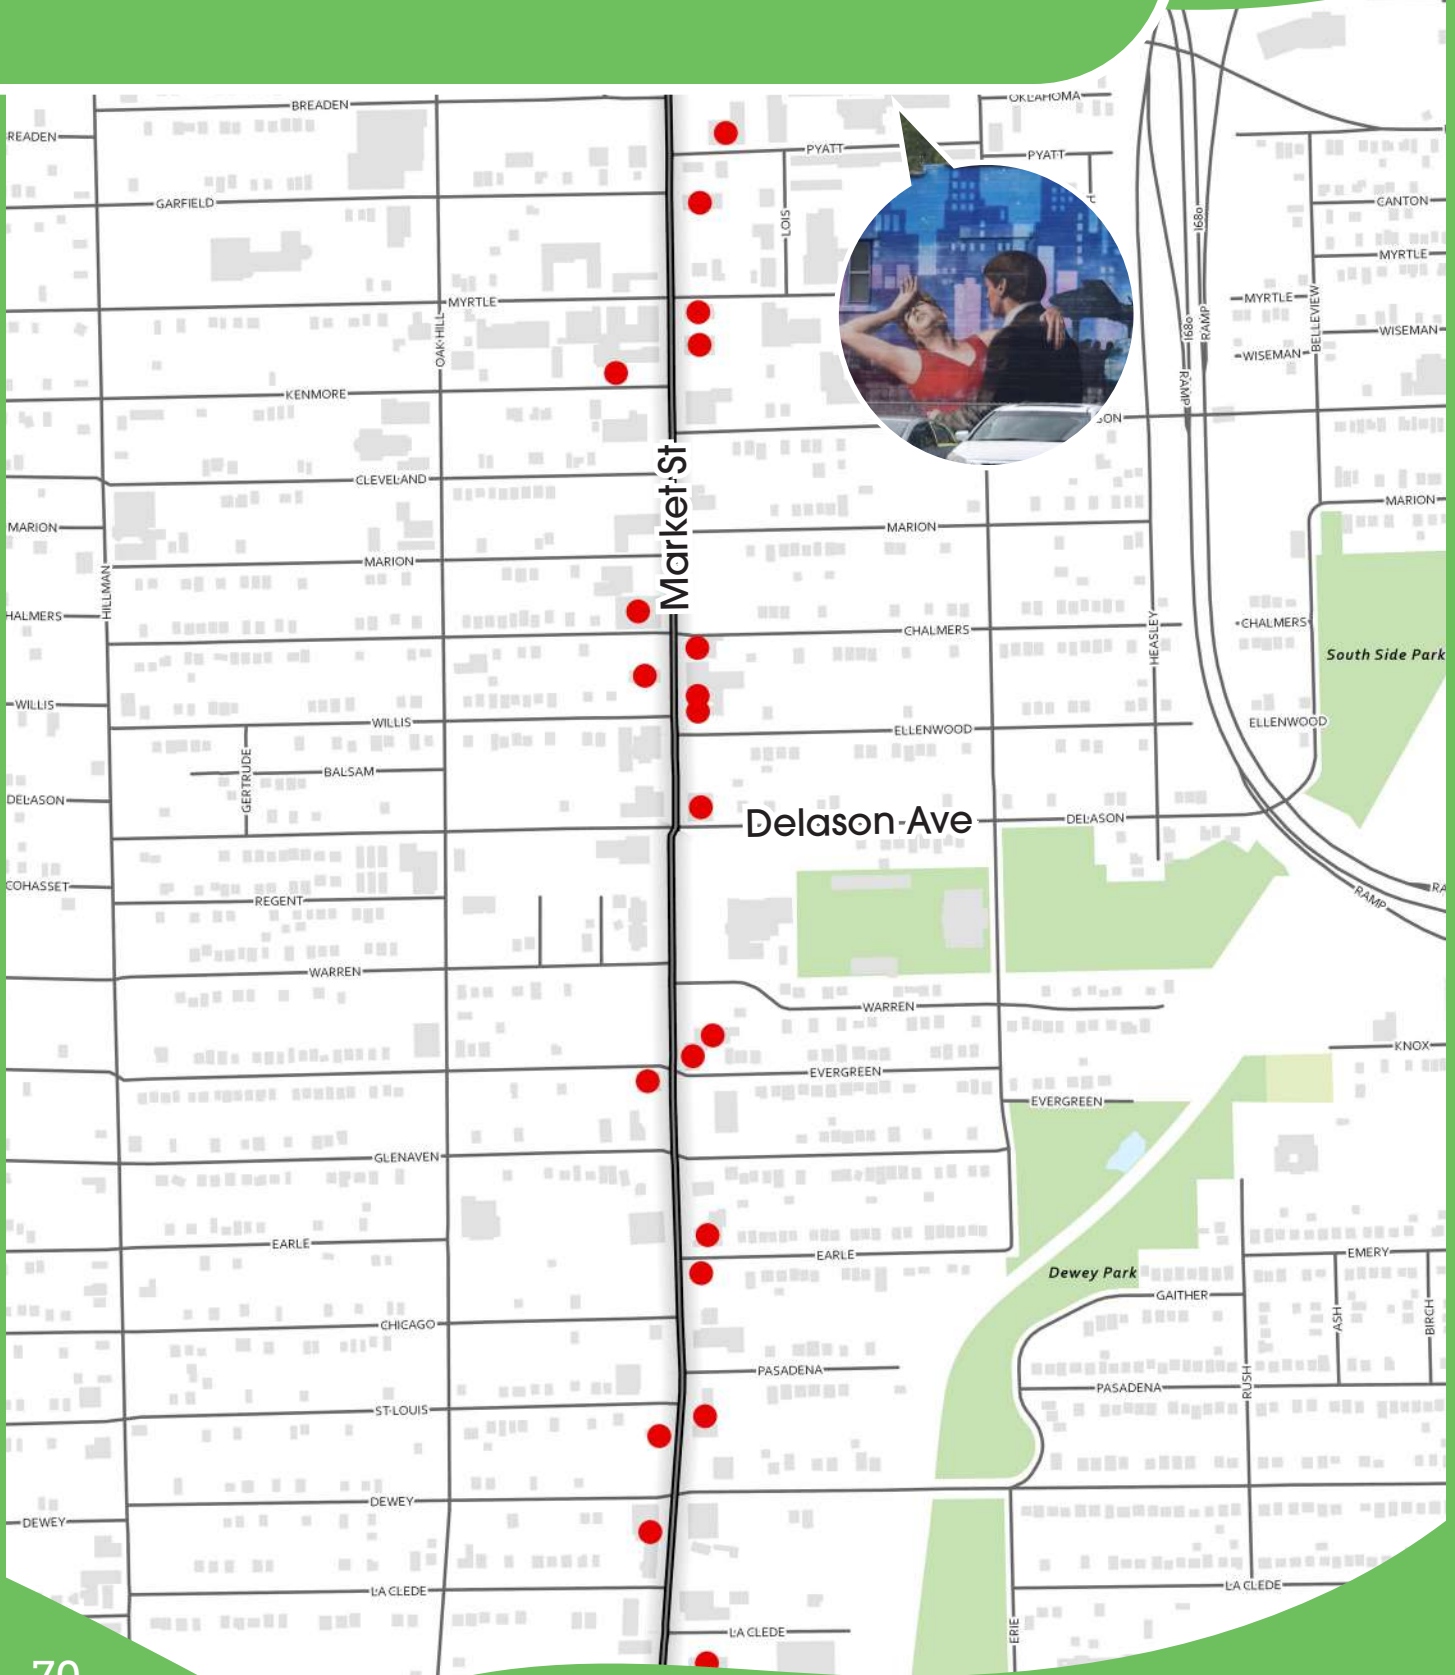 OKLAHOMA
BREADEN
READEN
PYATT
PYATT
CANTON
GARFIELD
LOIS
I680
MYRTLE
MYRTLE
MYRTLE
BELLEVIEW
OAK HILL
I680
RAMP
WISEMAN
WISEMAN
RAMP
KENMORE
SON
Market St
CLEVELAND
MARION
MARION
MARION
MARION
HILLMAN
HALMERS
CHALMERS
HEASLEY
CHALMERS
South Side Park
WILLIS
WILLIS
ELLENWOOD
ELLENWOOD
GERTRUDE
BALSAM
DELASON
Delason Ave
DELASON
COHASSET
REGENT
RAMP
RA
WARREN
WARREN
KNOX
EVERGREEN
EVERGREEN
GLENAVEN
EARLE
EARLE
EMERY
Dewey Park
GAITHER
ASH
BIRCH
CHICAGO
PASADENA
RUSH
PASADENA
ST LOUIS
DEWEY
DEWEY
LA CLEDE
LA CLEDE
LA CLEDE
ERIE
70